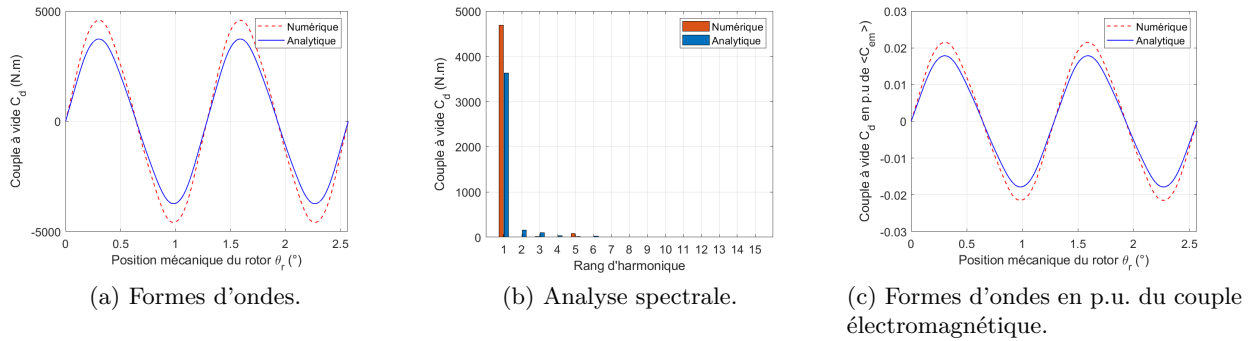 5000
0
-5000
0
0.5
1
1.5
2
2.5
Couple à vide C_d (N.m)
Position mécanique du rotor θ_r (°)
Numérique
Analytique
(a) Formes d'ondes.
5000
4000
3000
2000
1000
0
1 2 3 4 5 6 7 8 9 10 11 12 13 14 15
Couple à vide C_d (N.m)
Rang d'harmonique
Numérique
Analytique
(b) Analyse spectrale.
0.03
0.02
0.01
0
-0.01
-0.02
-0.03
0
0.5
1
1.5
2
2.5
Couple à vide C_d en p.u de <C_em >
Position mécanique du rotor θ_r (°)
Numérique
Analytique
(c) Formes d'ondes en p.u. du couple
électromagnétique.